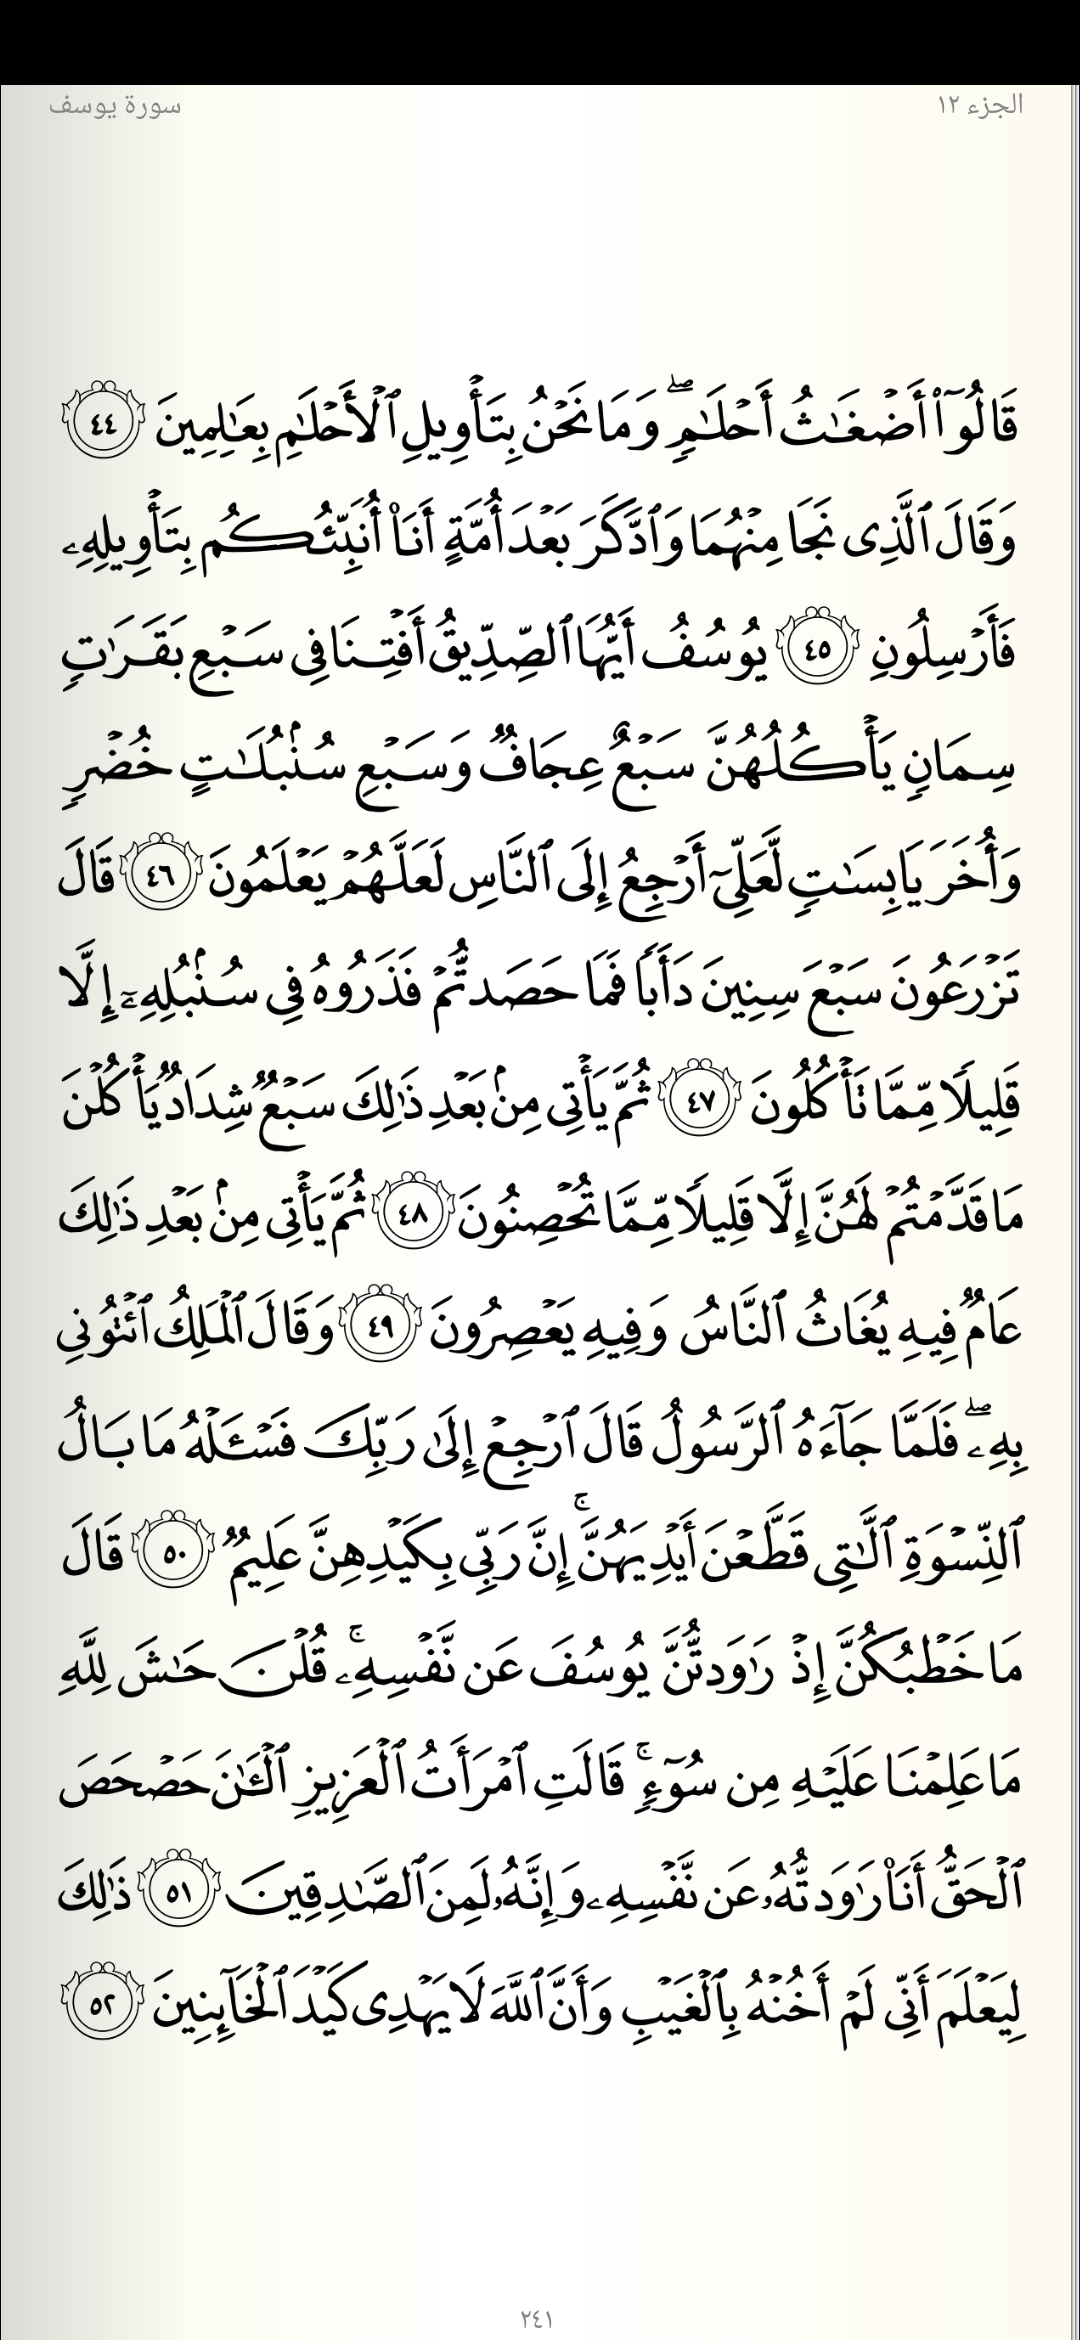 الجزء ١٢
سورة يوسف
قَالُوٓا۟ أَضْغَـٰثُ أَحْلَـٰمٍۢ ۖ وَمَا نَحْنُ بِتَأْوِيلِ ٱلْأَحْلَـٰمِ بِعَـٰلِمِينَ ٤٤
وَقَالَ ٱلَّذِى نَجَا مِنْهُمَا وَٱدَّكَرَ بَعْدَ أُمَّةٍ أَنَا۠ أُنَبِّئُكُم بِتَأْوِيلِهِۦ
فَأَرْسِلُونِ ٤٥ يُوسُفُ أَيُّهَا ٱلصِّدِّيقُ أَفْتِنَا فِى سَبْعِ بَقَرَٰتٍۢ
سِمَانٍۢ يَأْكُلُهُنَّ سَبْعٌ عِجَافٌۭ وَسَبْعِ سُنۢبُلَـٰتٍ خُضْرٍۢ
وَأُخَرَ يَابِسَـٰتٍۢ لَّعَلِّىٓ أَرْجِعُ إِلَى ٱلنَّاسِ لَعَلَّهُمْ يَعْلَمُونَ ٤٦ قَالَ
تَزْرَعُونَ سَبْعَ سِنِينَ دَأَبًۭا فَمَا حَصَدتُّمْ فَذَرُوهُ فِى سُنۢبُلِهِۦٓ إِلَّا
قَلِيلًۭا مِّمَّا تَأْكُلُونَ ٤٧ ثُمَّ يَأْتِى مِنۢ بَعْدِ ذَٰلِكَ سَبْعٌۭ شِدَادٌۭ يَأْكُلْنَ
مَا قَدَّمْتُمْ لَهُنَّ إِلَّا قَلِيلًۭا مِّمَّا تُحْصِنُونَ ٤٨ ثُمَّ يَأْتِى مِنۢ بَعْدِ ذَٰلِكَ
عَامٌۭ فِيهِ يُغَاثُ ٱلنَّاسُ وَفِيهِ يَعْصِرُونَ ٤٩ وَقَالَ ٱلْمَلِكُ ٱئْتُونِى
بِهِۦ ۖ فَلَمَّا جَآءَهُ ٱلرَّسُولُ قَالَ ٱرْجِعْ إِلَىٰ رَبِّكَ فَسْـَٔلْهُ مَا بَالُ
ٱلنِّسْوَةِ ٱلَّـٰتِى قَطَّعْنَ أَيْدِيَهُنَّ ۚ إِنَّ رَبِّى بِكَيْدِهِنَّ عَلِيمٌۭ ٥٠ قَالَ
مَا خَطْبُكُنَّ إِذْ رَٰوَدتُّنَّ يُوسُفَ عَن نَّفْسِهِۦ ۚ قُلْنَ حَـٰشَ لِلَّهِ
مَا عَلِمْنَا عَلَيْهِ مِن سُوٓءٍۢ ۚ قَالَتِ ٱمْرَأَتُ ٱلْعَزِيزِ ٱلْـَٔـٰنَ حَصْحَصَ
ٱلْحَقُّ أَنَا۠ رَٰوَدتُّهُۥ عَن نَّفْسِهِۦ وَإِنَّهُۥ لَمِنَ ٱلصَّـٰدِقِينَ ٥١ ذَٰلِكَ
لِيَعْلَمَ أَنِّى لَمْ أَخُنْهُ بِٱلْغَيْبِ وَأَنَّ ٱللَّهَ لَا يَهْدِى كَيْدَ ٱلْخَآئِنِينَ ٥٢
٢٤١